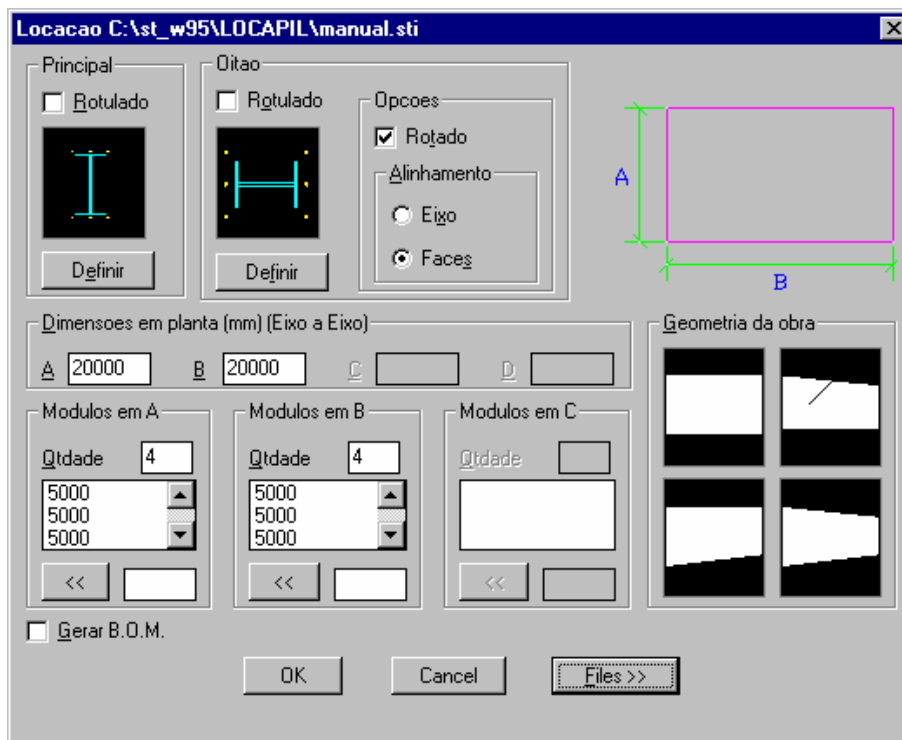 Locacao C:\st_w95\LOCAPIL\manual.sti
Principal
Rotulado
Definir
Oitao
Rotulado
Definir
Opcoes
Rotado
Alinhamento
Eixo
Faces
A
B
Dimensoes em planta (mm) (Eixo a Eixo)
A 20000 B 20000 C D
Geometria da obra
Modulos em A
Qtdade 4
5000
5000
5000
<<
Modulos em B
Qtdade 4
5000
5000
5000
<<
Modulos em C
Qtdade
<<
Gerar B.O.M.
OK Cancel Files >>